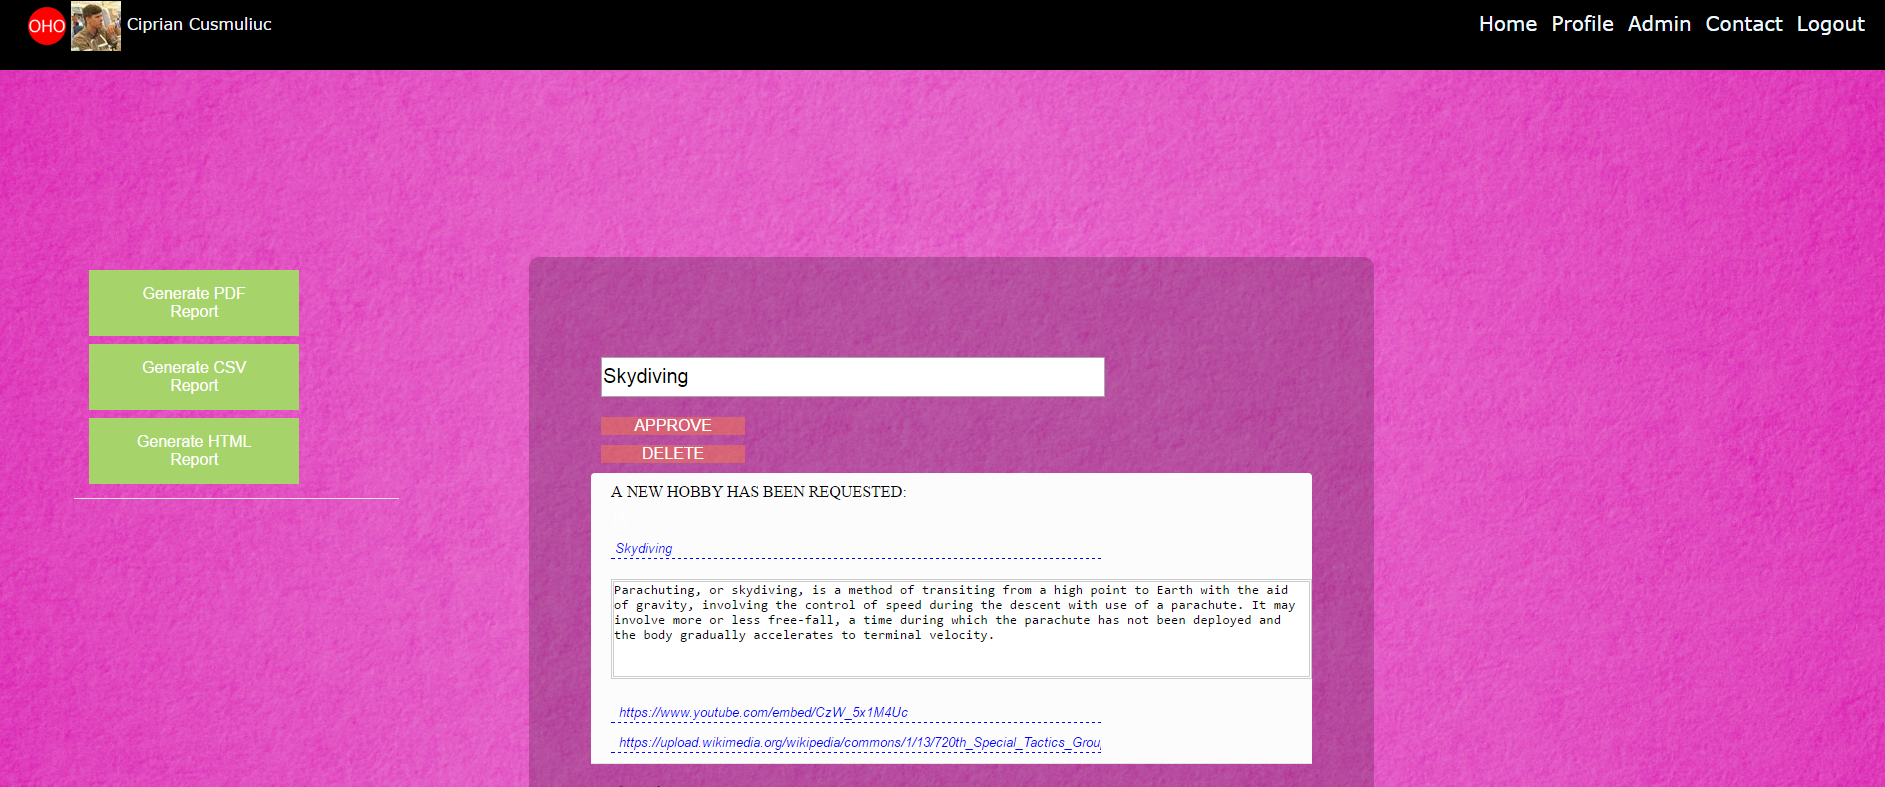 OHO Ciprian Cusmuliuc Home Profile Admin Contact Logout
Generate PDF
Report
Generate CSV
Report
Generate HTML
Report
Skydiving
APPROVE
DELETE
A NEW HOBBY HAS BEEN REQUESTED:
Skydiving
Parachuting, or skydiving, is a method of transiting from a high point to Earth with the aid
of gravity, involving the control of speed during the descent with use of a parachute. It may
involve more or less free-fall, a time during which the parachute has not been deployed and
the body gradually accelerates to terminal velocity.
https://www.youtube.com/embed/CzW_5x1M4Uc
https://upload.wikimedia.org/wikipedia/commons/1/13/720th_Special_Tactics_Grou